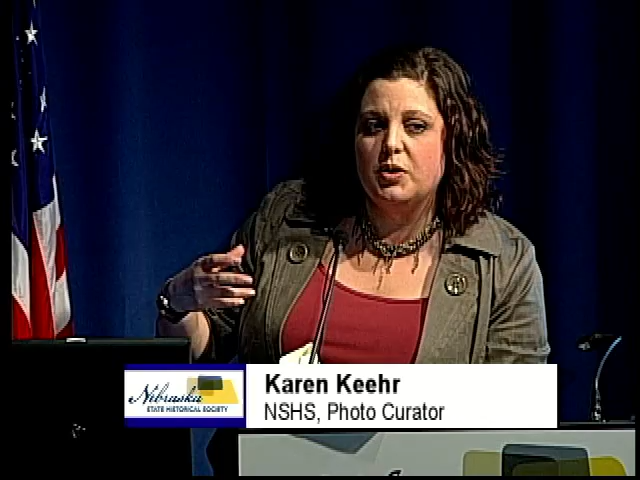 Nebraska
STATE HISTORICAL SOCIETY
Karen Keehr
NSHS, Photo Curator